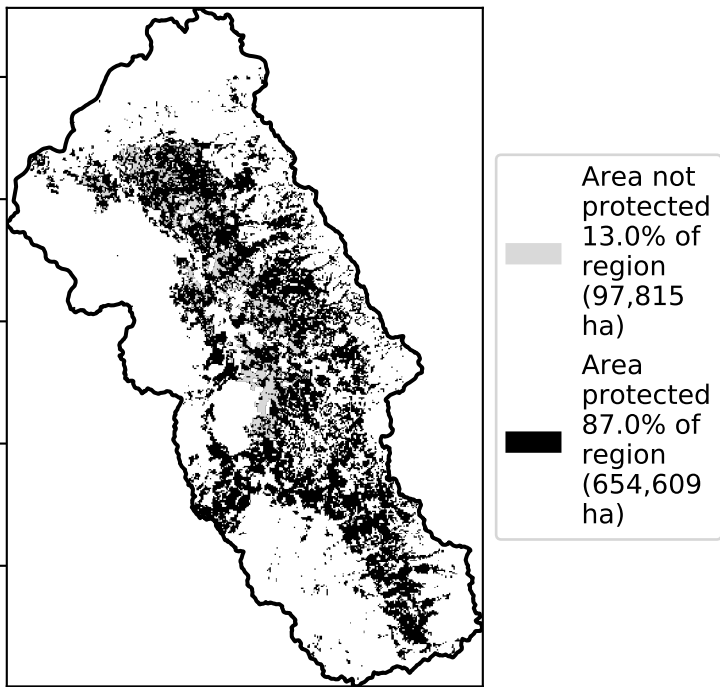 Area not
protected
13.0% of
region
(97,815
ha)
Area
protected
87.0% of
region
(654,609
ha)